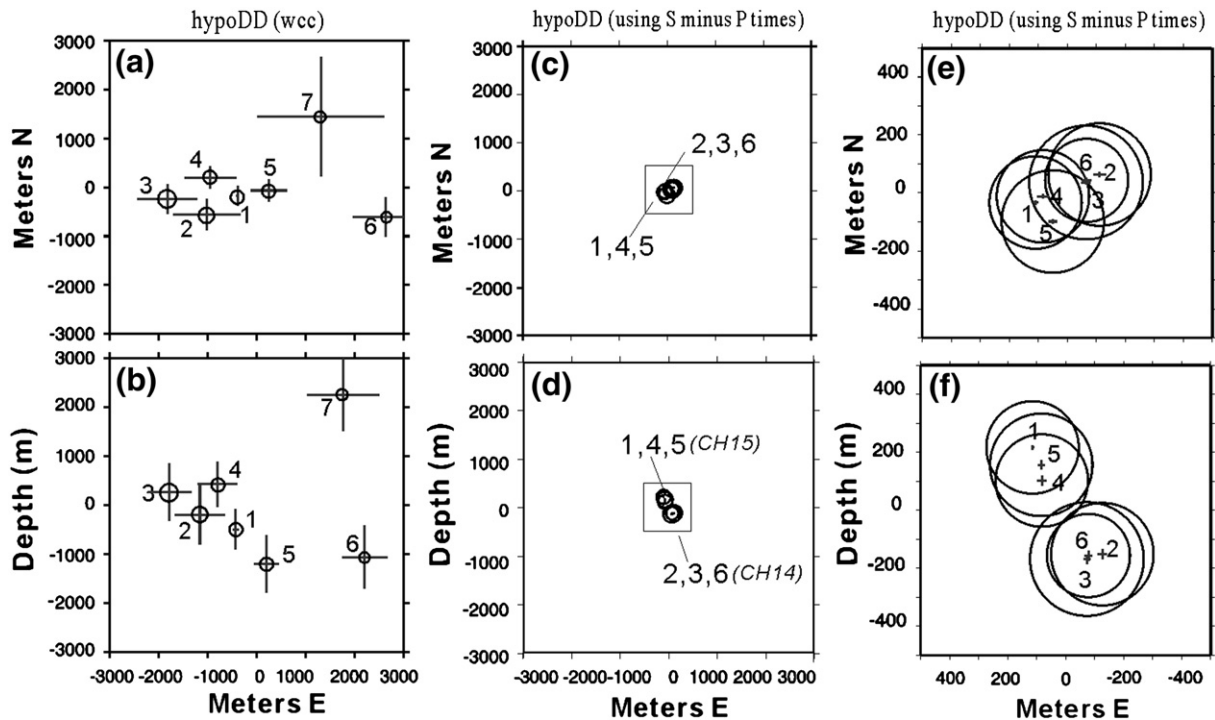 hypoDD (wcc)
hypoDD (using S minus P times)
hypoDD (using S minus P times)
(a)
Meters N
3000
2000
1000
0
-1000
-2000
-3000
7
4
5
3
2
1
6
(c)
Meters N
3000
2000
1000
0
-1000
-2000
-3000
2,3,6
1,4,5
(e)
Meters N
400
200
0
-200
-400
6
2
4
3
1
5
(b)
Depth (m)
3000
2000
1000
0
-1000
-2000
-3000
7
4
3
2
1
5
6
-3000 -2000 -1000 0 1000 2000 3000
Meters E
(d)
Depth (m)
3000
2000
1000
0
-1000
-2000
-3000
1,4,5 (CH15)
2,3,6 (CH14)
-3000 -2000 -1000 0 1000 2000 3000
Meters E
(f)
Depth (m)
400
200
0
-200
-400
1
5
4
6
2
3
400 200 0 -200 -400
Meters E